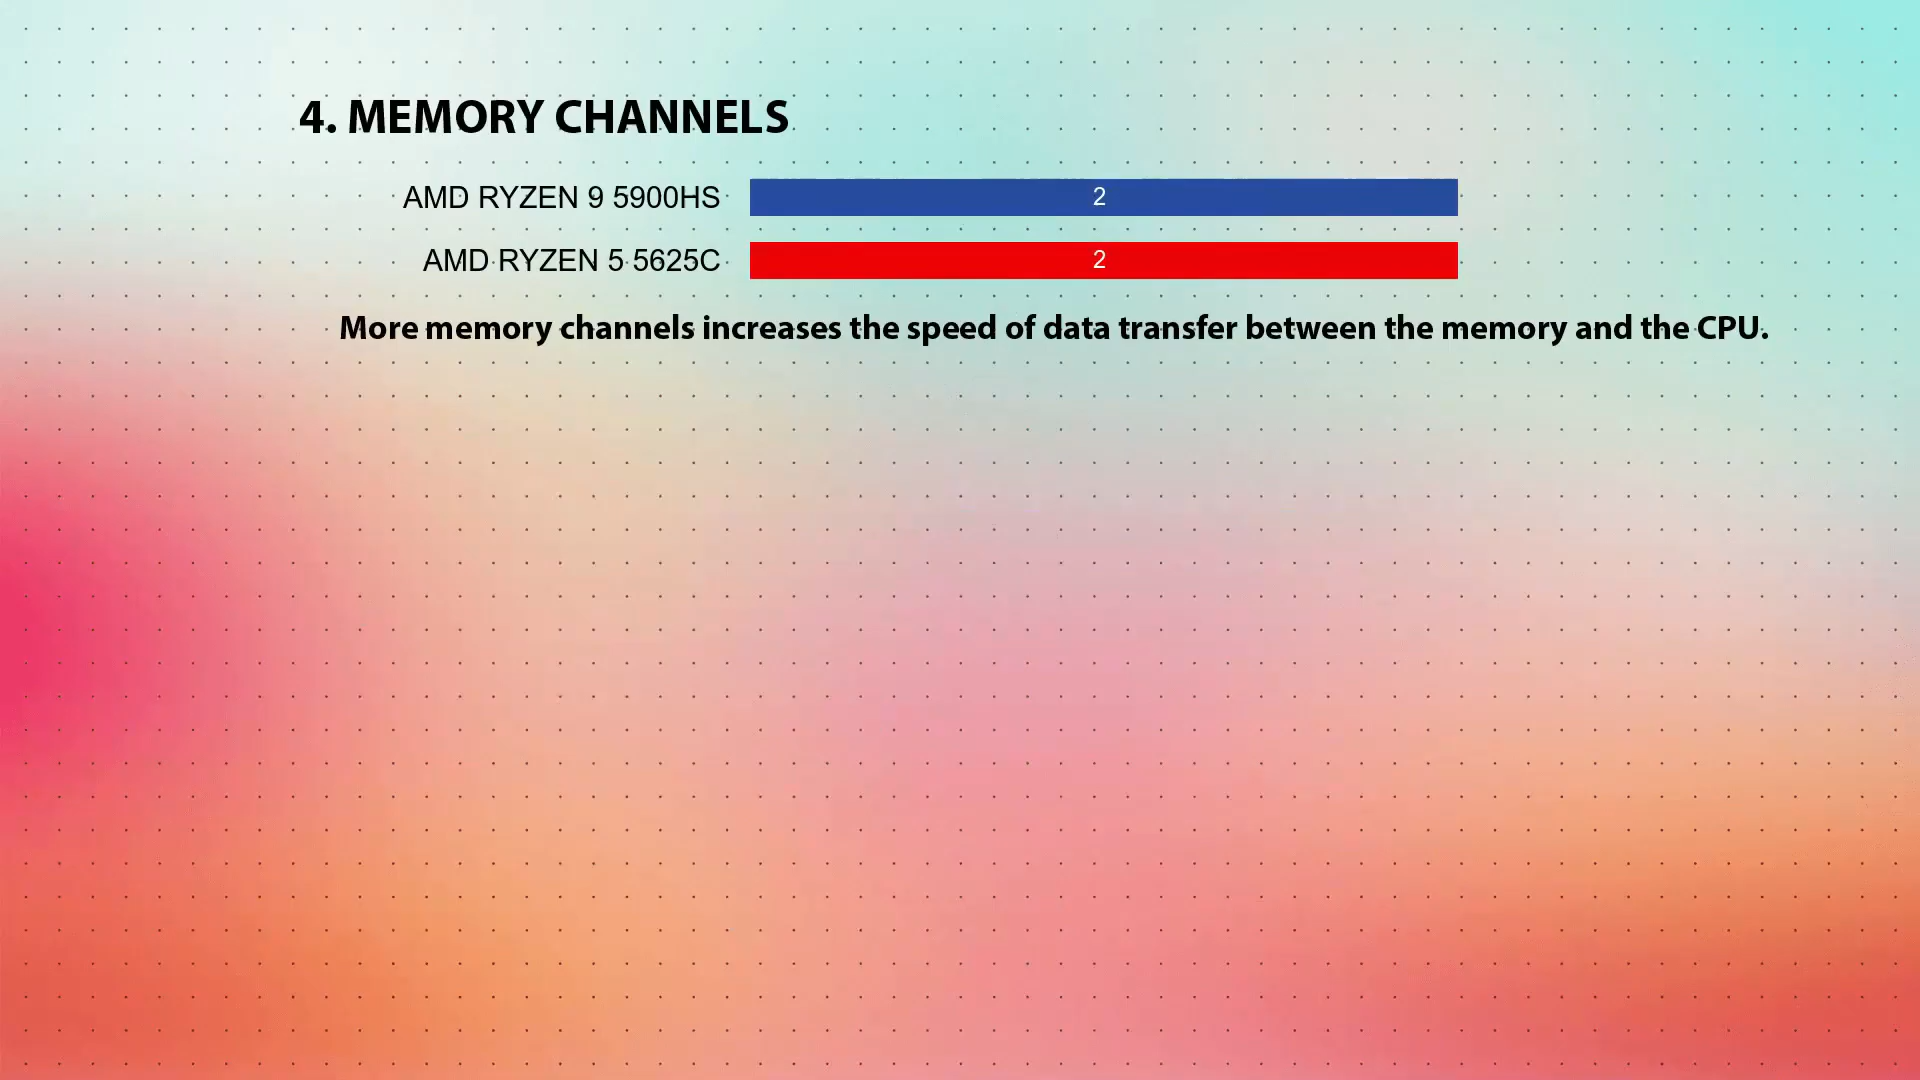 4. MEMORY CHANNELS
AMD RYZEN 9 5900HS 2
AMD RYZEN 5 5625C 2
More memory channels increases the speed of data transfer between the memory and the CPU.